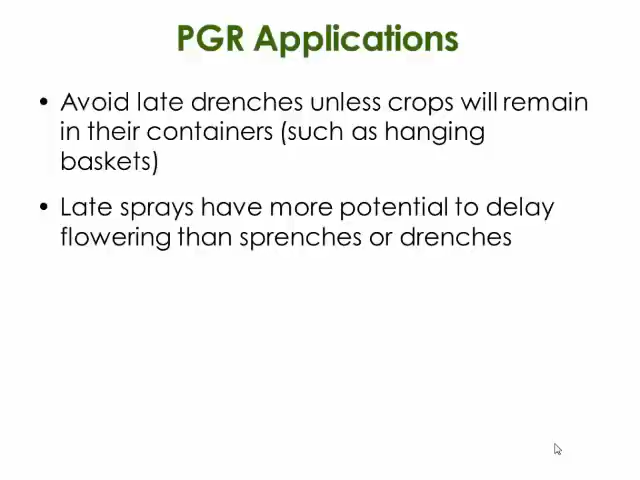 PGR Applications
• Avoid late drenches unless crops will remain
in their containers (such as hanging
baskets)
• Late sprays have more potential to delay
flowering than sprenches or drenches